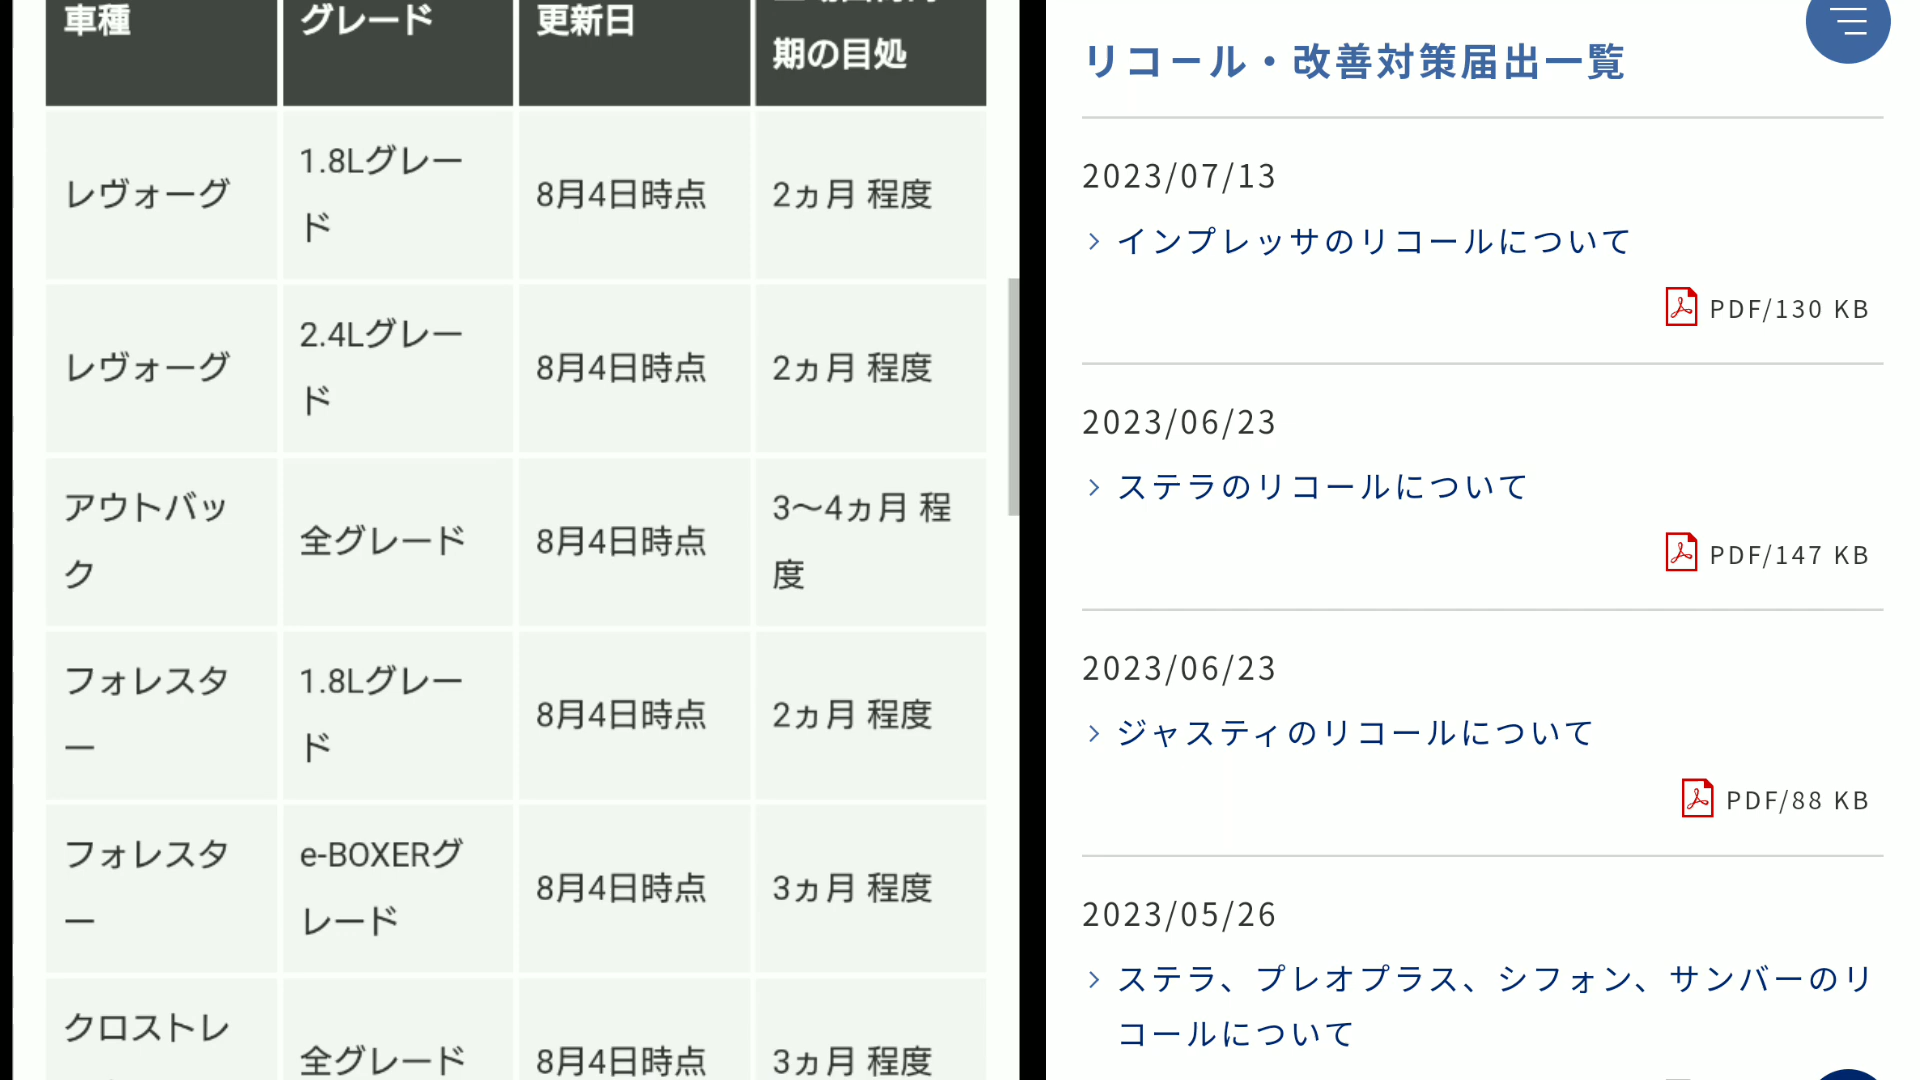 車種
グレード
更新日
期の目処
レヴォーグ
1.8Lグレー
ド
8月4日時点
2ヵ月 程度
レヴォーグ
2.4Lグレー
ド
8月4日時点
2ヵ月 程度
アウトバッ
ク
全グレード
8月4日時点
3〜4ヵ月 程
度
フォレスタ
ー
1.8Lグレー
ド
8月4日時点
2ヵ月 程度
フォレスタ
ー
e-BOXERグ
レード
8月4日時点
3ヵ月 程度
クロストレ
全グレード
8月4日時点
3ヵ月 程度
リコール・改善対策届出一覧
2023/07/13
インプレッサのリコールについて
PDF/130 KB
2023/06/23
ステラのリコールについて
PDF/147 KB
2023/06/23
ジャスティのリコールについて
PDF/88 KB
2023/05/26
ステラ、プレオプラス、シフォン、サンバーのリ
コールについて